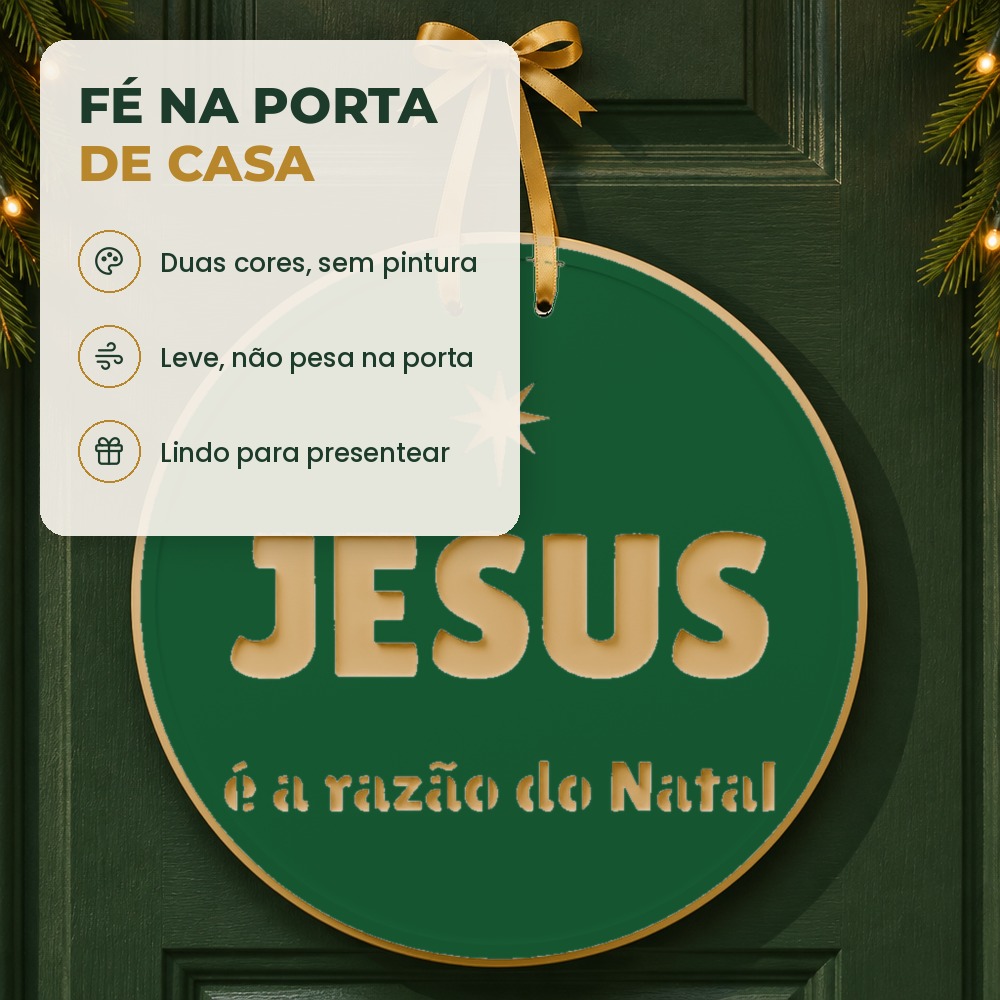 FÉ NA PORTA
DE CASA
Duas cores, sem pintura
Leve, não pesa na porta
Lindo para presentear
JESUS
é a razão do Natal